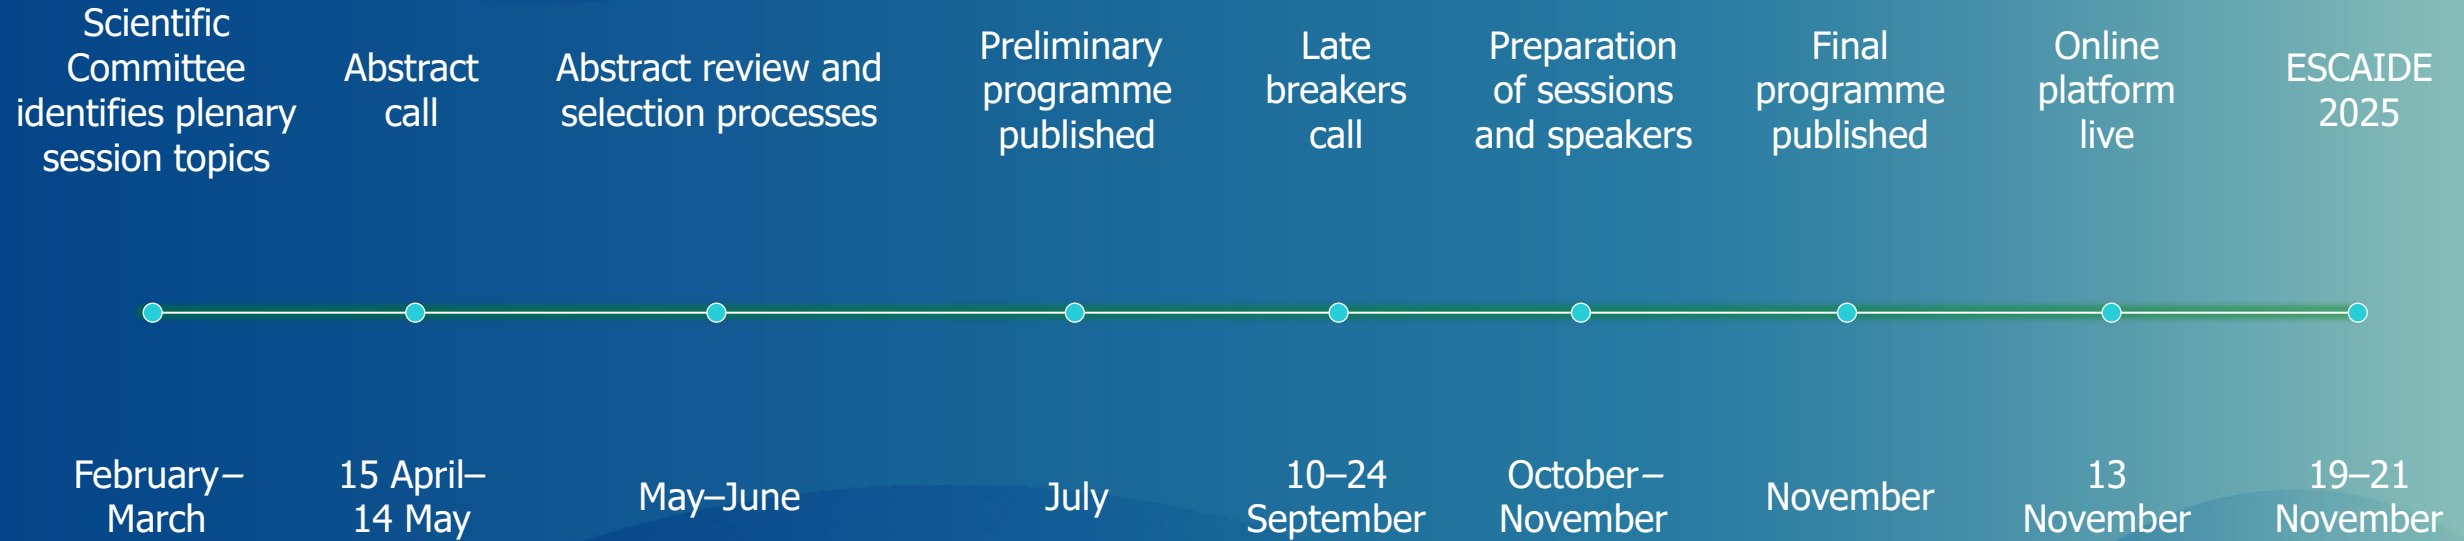 Scientific
Committee
identifies plenary
session topics
Abstract
call
Abstract review and
selection processes
Preliminary
programme
published
Late
breakers
call
Preparation
of sessions
and speakers
Final
programme
published
Online
platform
live
ESCAIDE
2025
February–
March
15 April–
14 May
May–June
July
10–24
September
October–
November
November
13
November
19–21
November